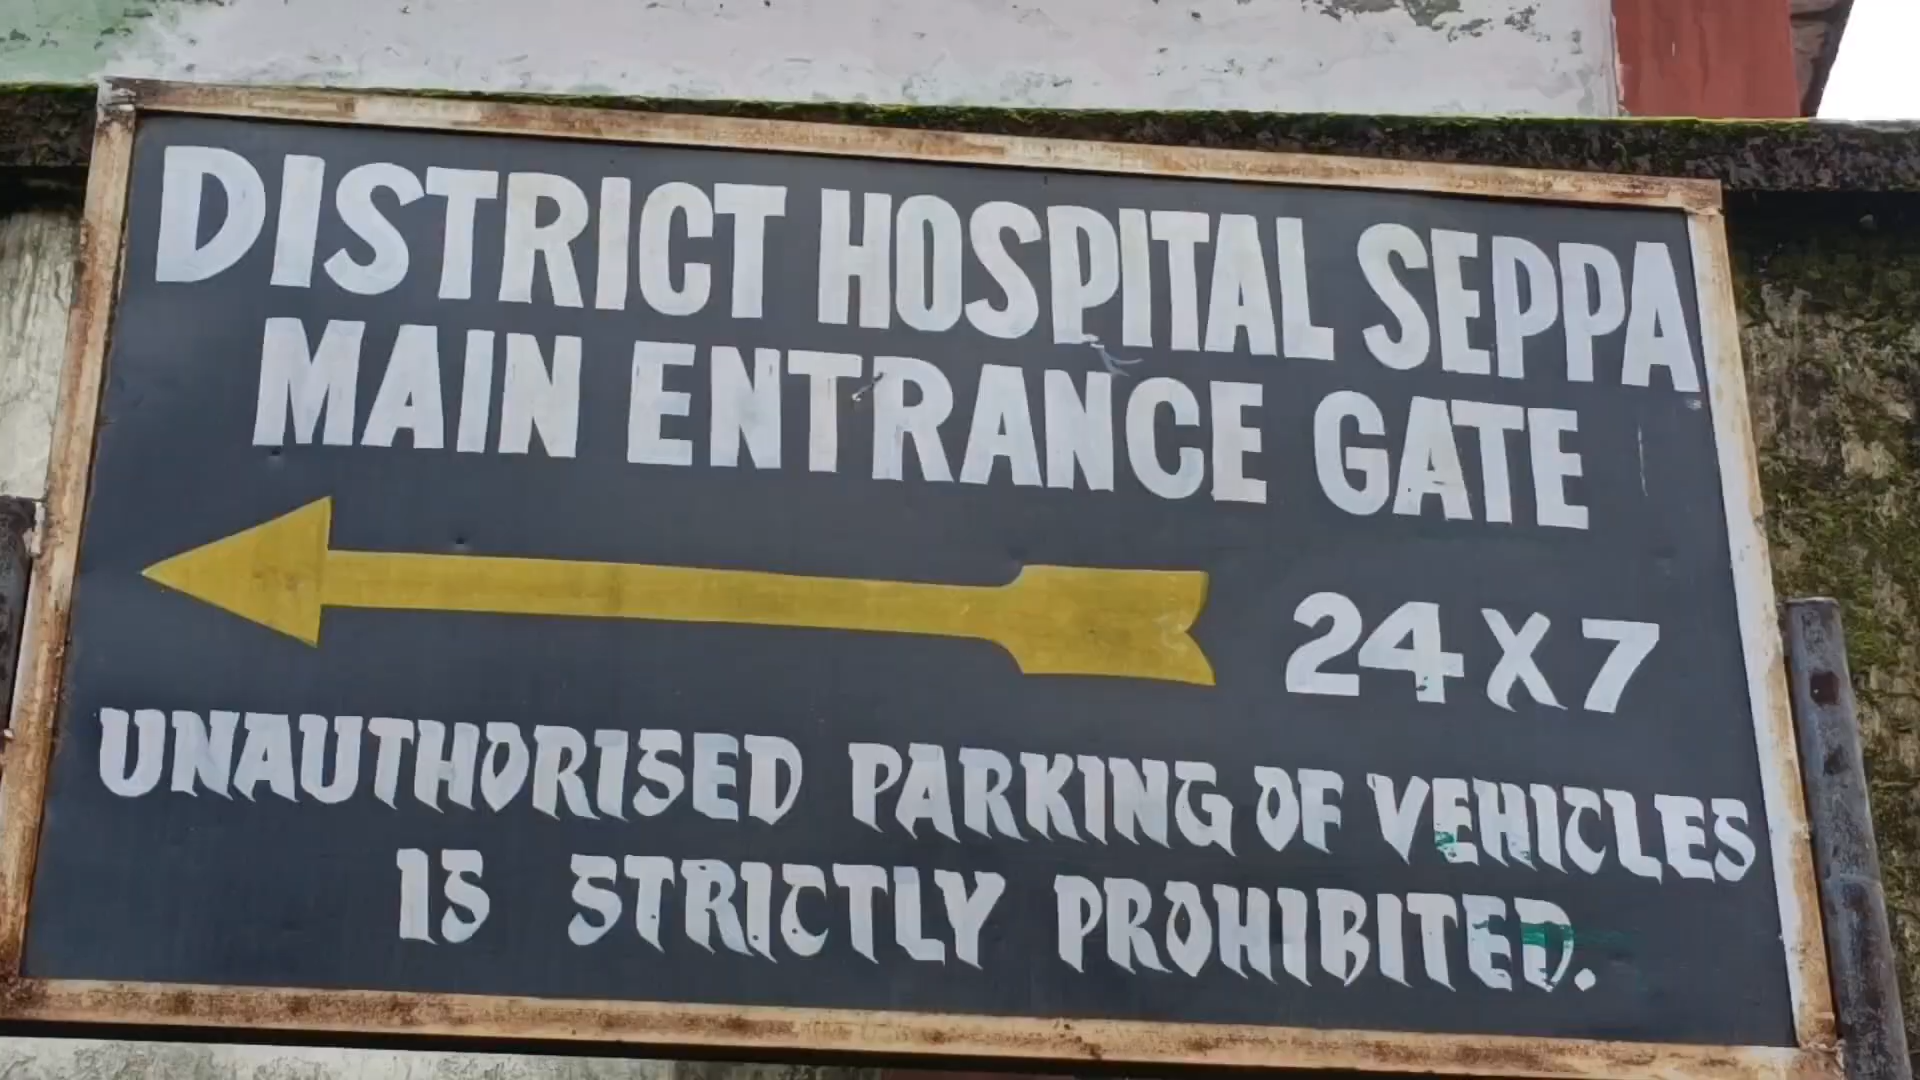 DISTRICT HOSPITAL SEPPA
MAIN ENTRANCE GATE
24 X 7
UNAUTHORISED PARKING OF VEHICLES
IS STRICTLY PROHIBITED.